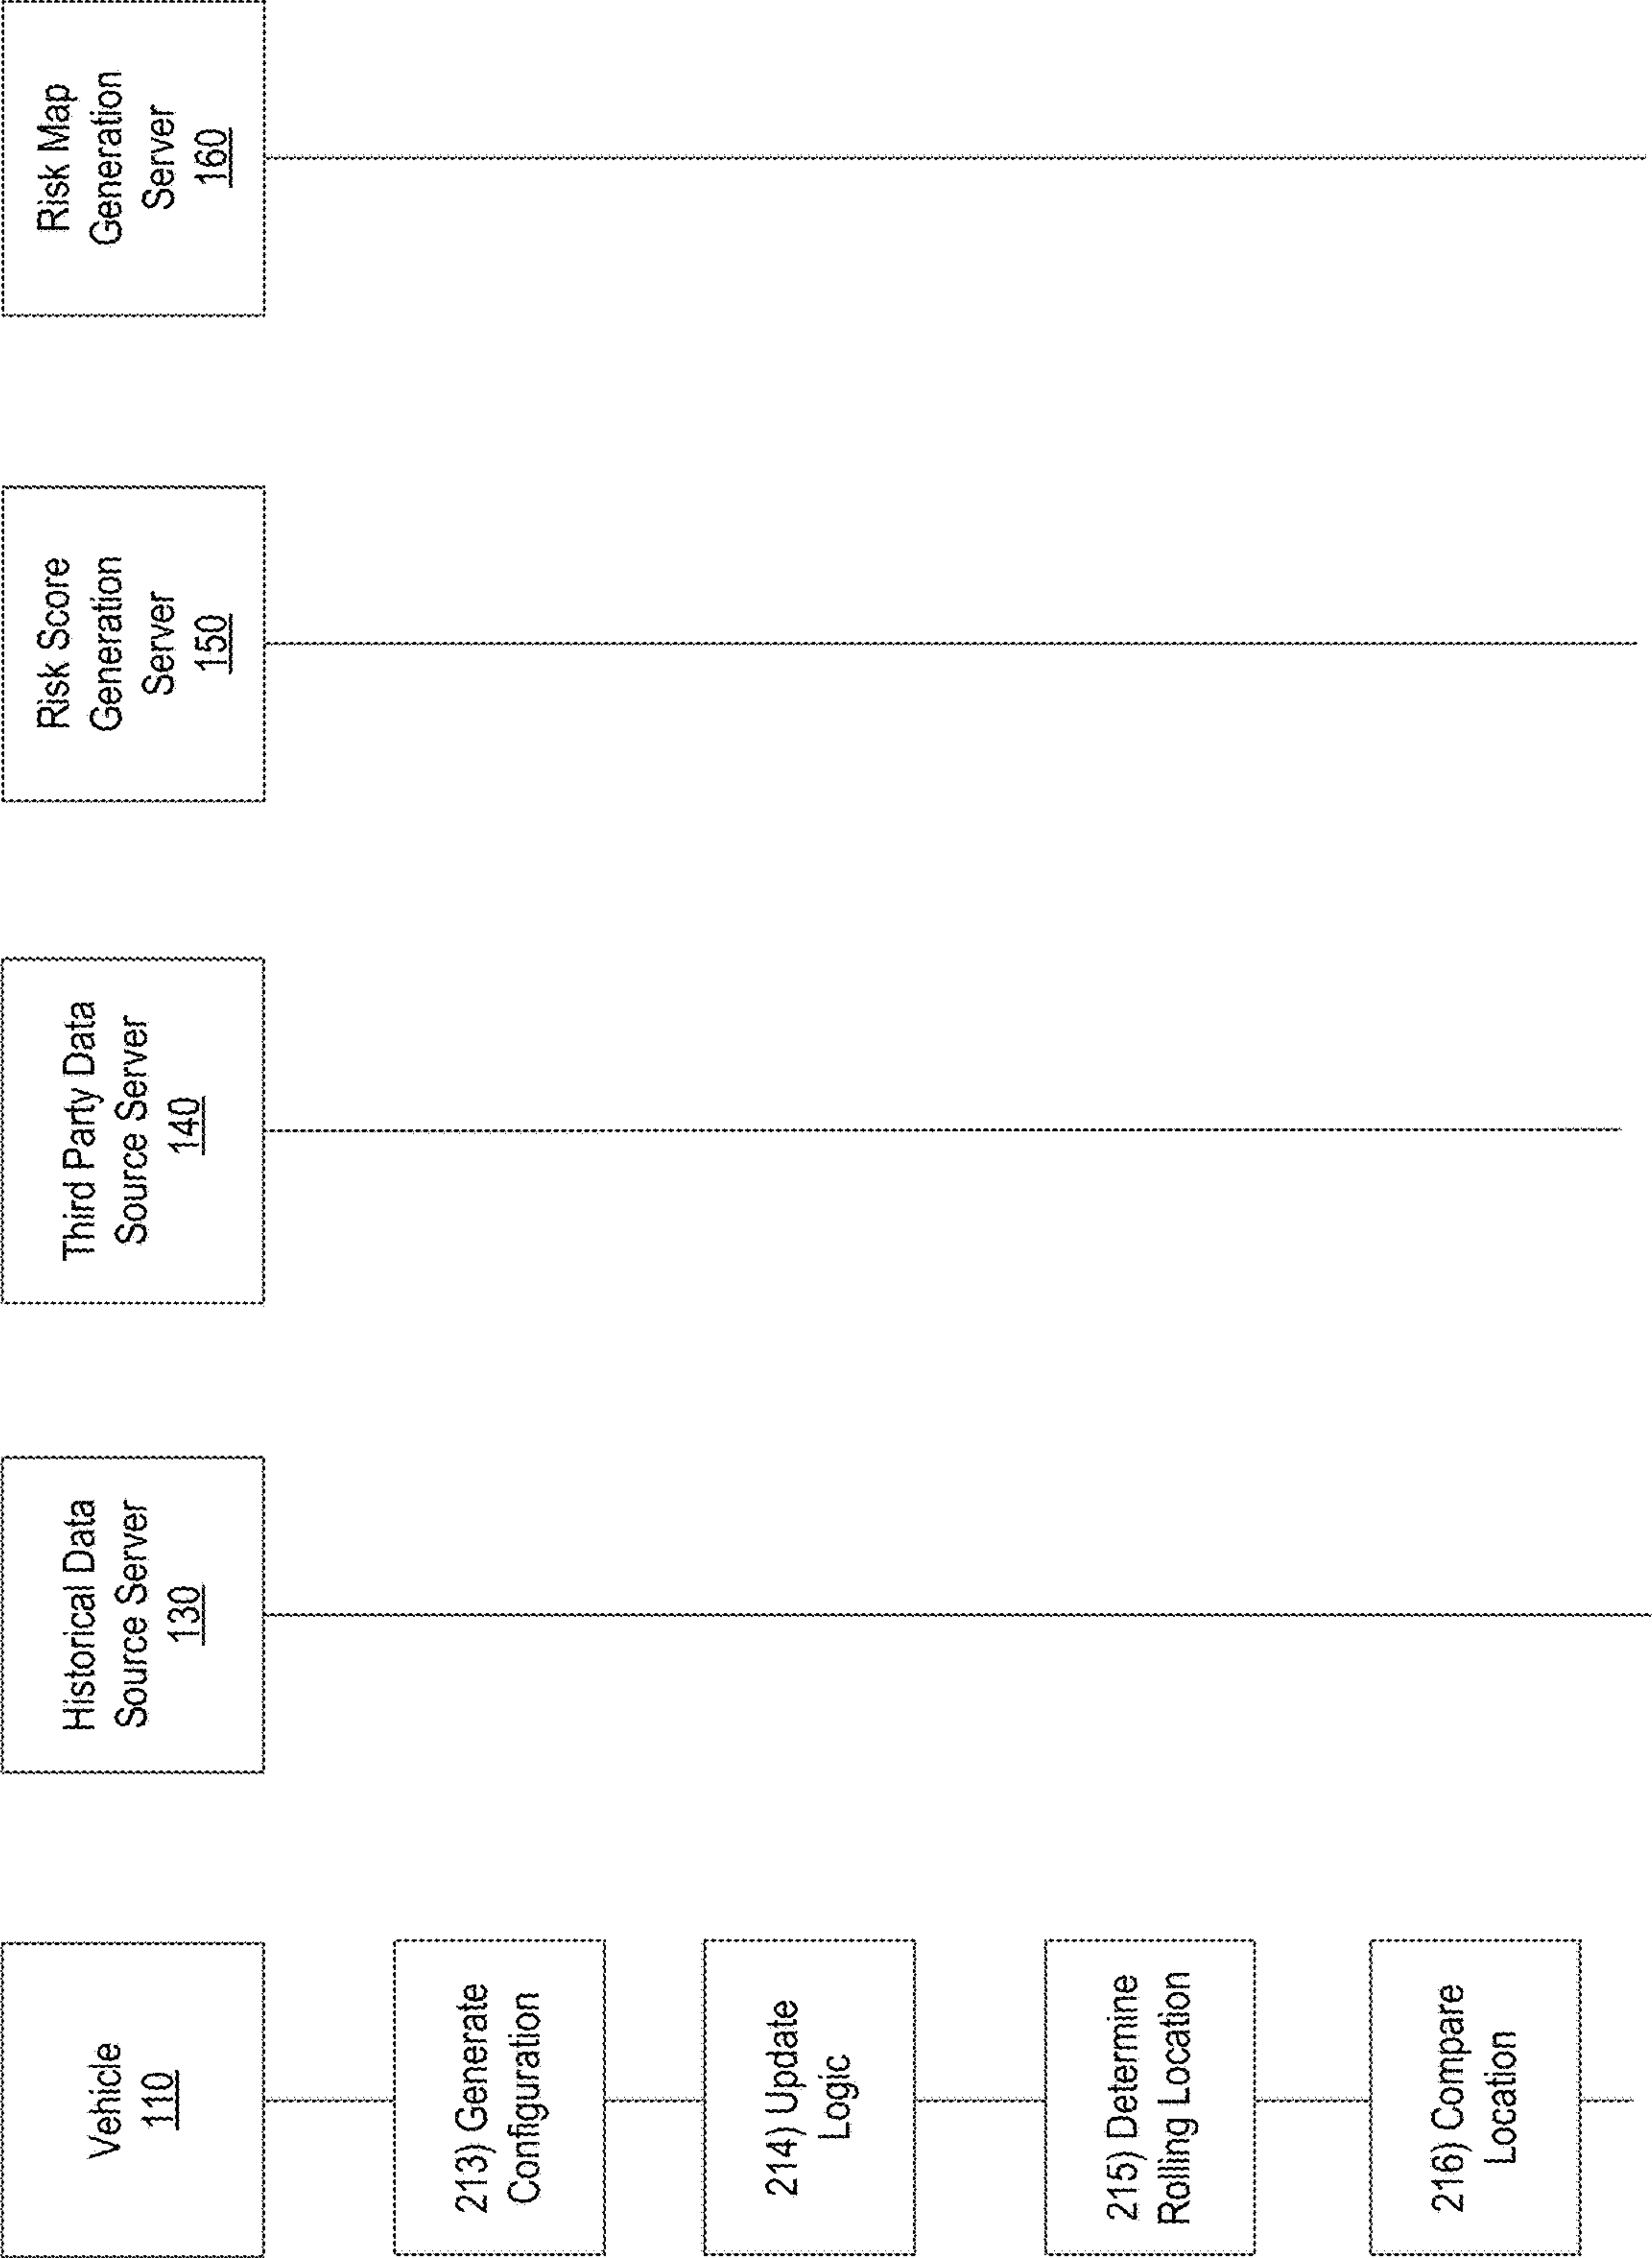 Vehicle
110
Historical Data
Source Server
130
Third Party Data
Source Server
140
Risk Score
Generation
Server
150
Risk Map
Generation
Server
160
213) Generate
Configuration
214) Update
Logic
215) Determine
Rolling Location
216) Compare
Location